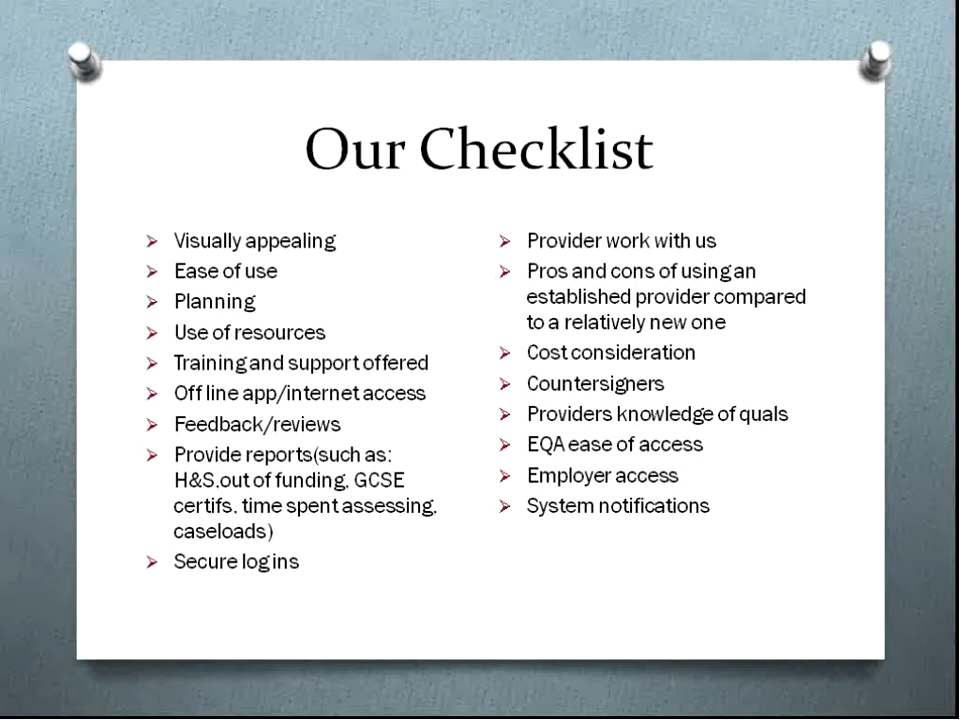 Our Checklist
Visually appealing
Ease of use
Planning
Use of resources
Training and support offered
Off line app/internet access
Feedback/reviews
Provide reports(such as:
H&S,out of funding, GCSE
certifs, time spent assessing,
caseloads)
Secure log ins
Provider work with us
Pros and cons of using an
established provider compared
to a relatively new one
Cost consideration
Countersigners
Providers knowledge of quals
EQA ease of access
Employer access
System notifications